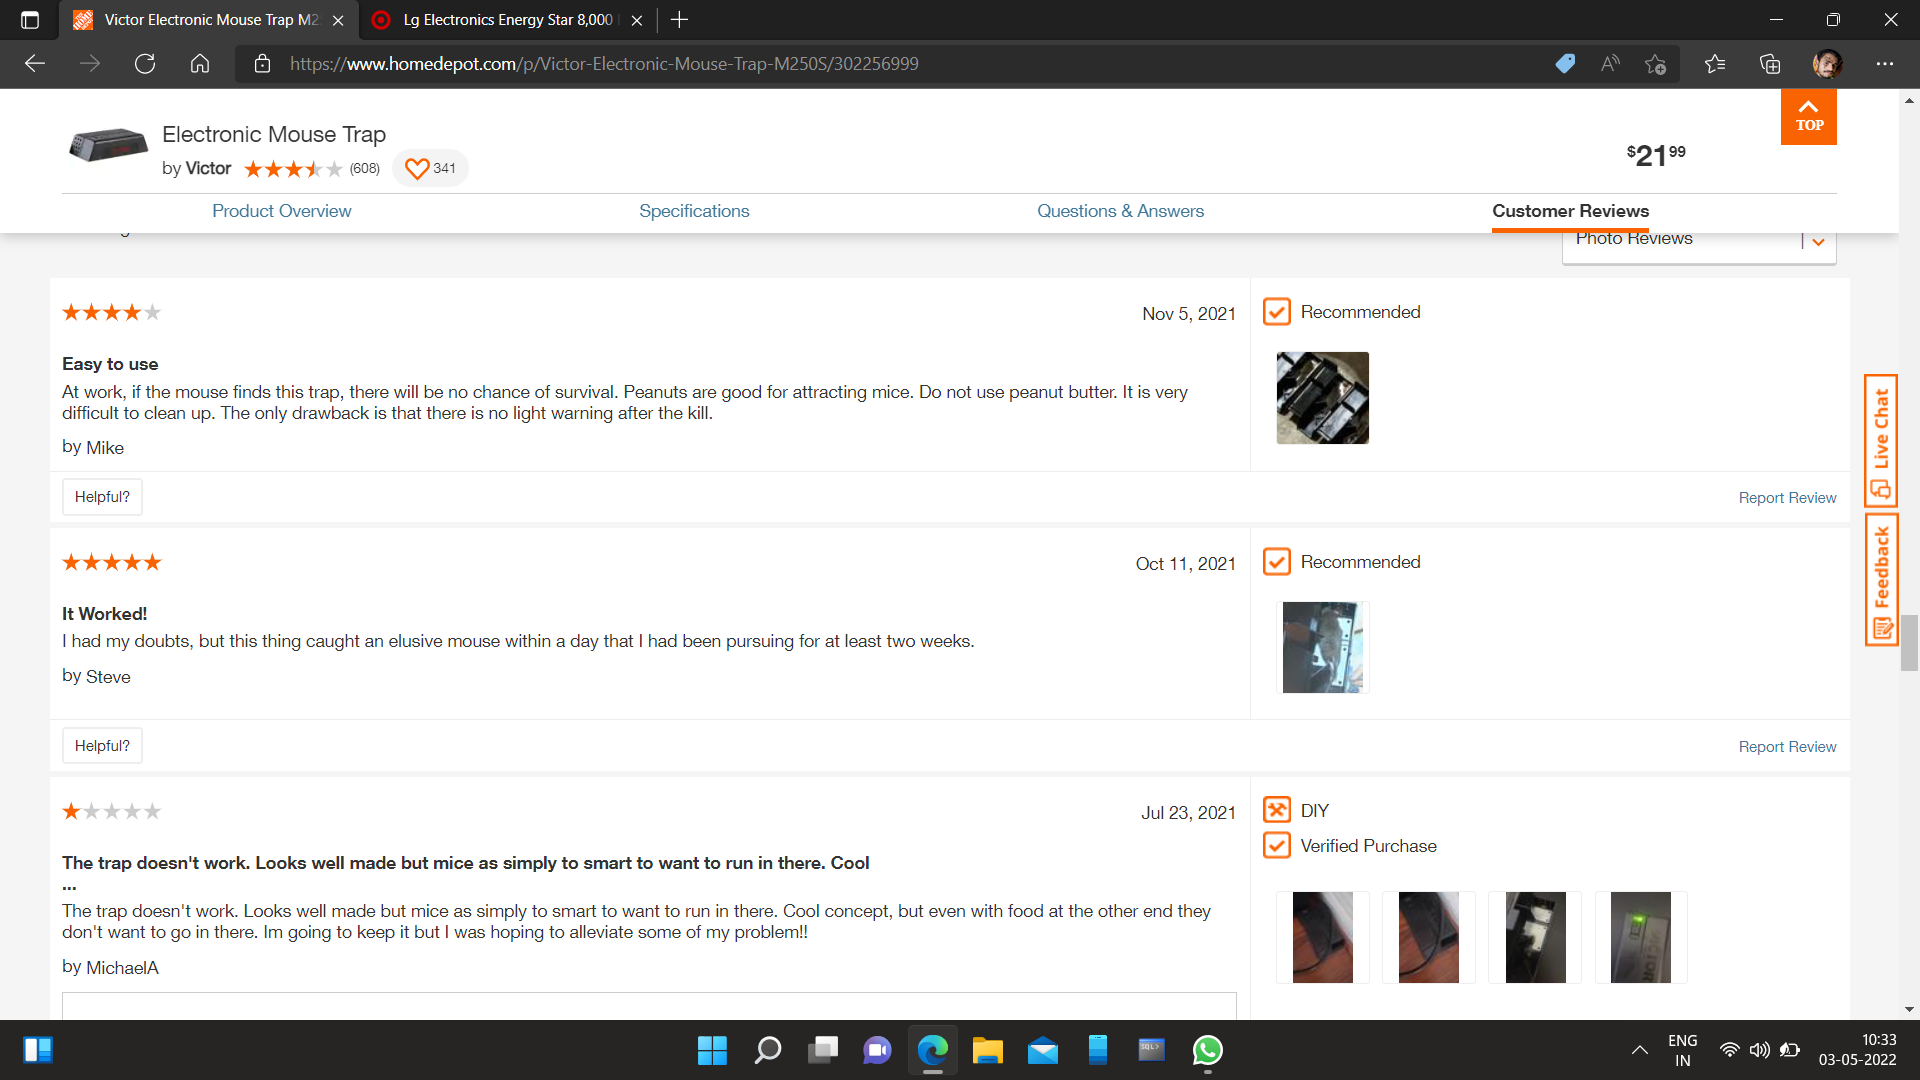 Victor Electronic Mouse Trap M2
Lg Electronics Energy Star 8,000
https://www.homedepot.com/p/Victor-Electronic-Mouse-Trap-M250S/302256999
TOP
Electronic Mouse Trap
by Victor (608) 341
$21 99
Product Overview Specifications Questions & Answers Customer Reviews
Photo Reviews
Nov 5, 2021
Recommended
Easy to use
At work, if the mouse finds this trap, there will be no chance of survival. Peanuts are good for attracting mice. Do not use peanut butter. It is very
difficult to clean up. The only drawback is that there is no light warning after the kill.
by Mike
Helpful?
Report Review
Live Chat
Feedback
Oct 11, 2021
Recommended
It Worked!
I had my doubts, but this thing caught an elusive mouse within a day that I had been pursuing for at least two weeks.
by Steve
Helpful?
Report Review
Jul 23, 2021
DIY
Verified Purchase
The trap doesn't work. Looks well made but mice as simply to smart to want to run in there. Cool
...
The trap doesn't work. Looks well made but mice as simply to smart to want to run in there. Cool concept, but even with food at the other end they
don't want to go in there. Im going to keep it but I was hoping to alleviate some of my problem!!
by MichaelA
SQL>
ENG
IN
10:33
03-05-2022